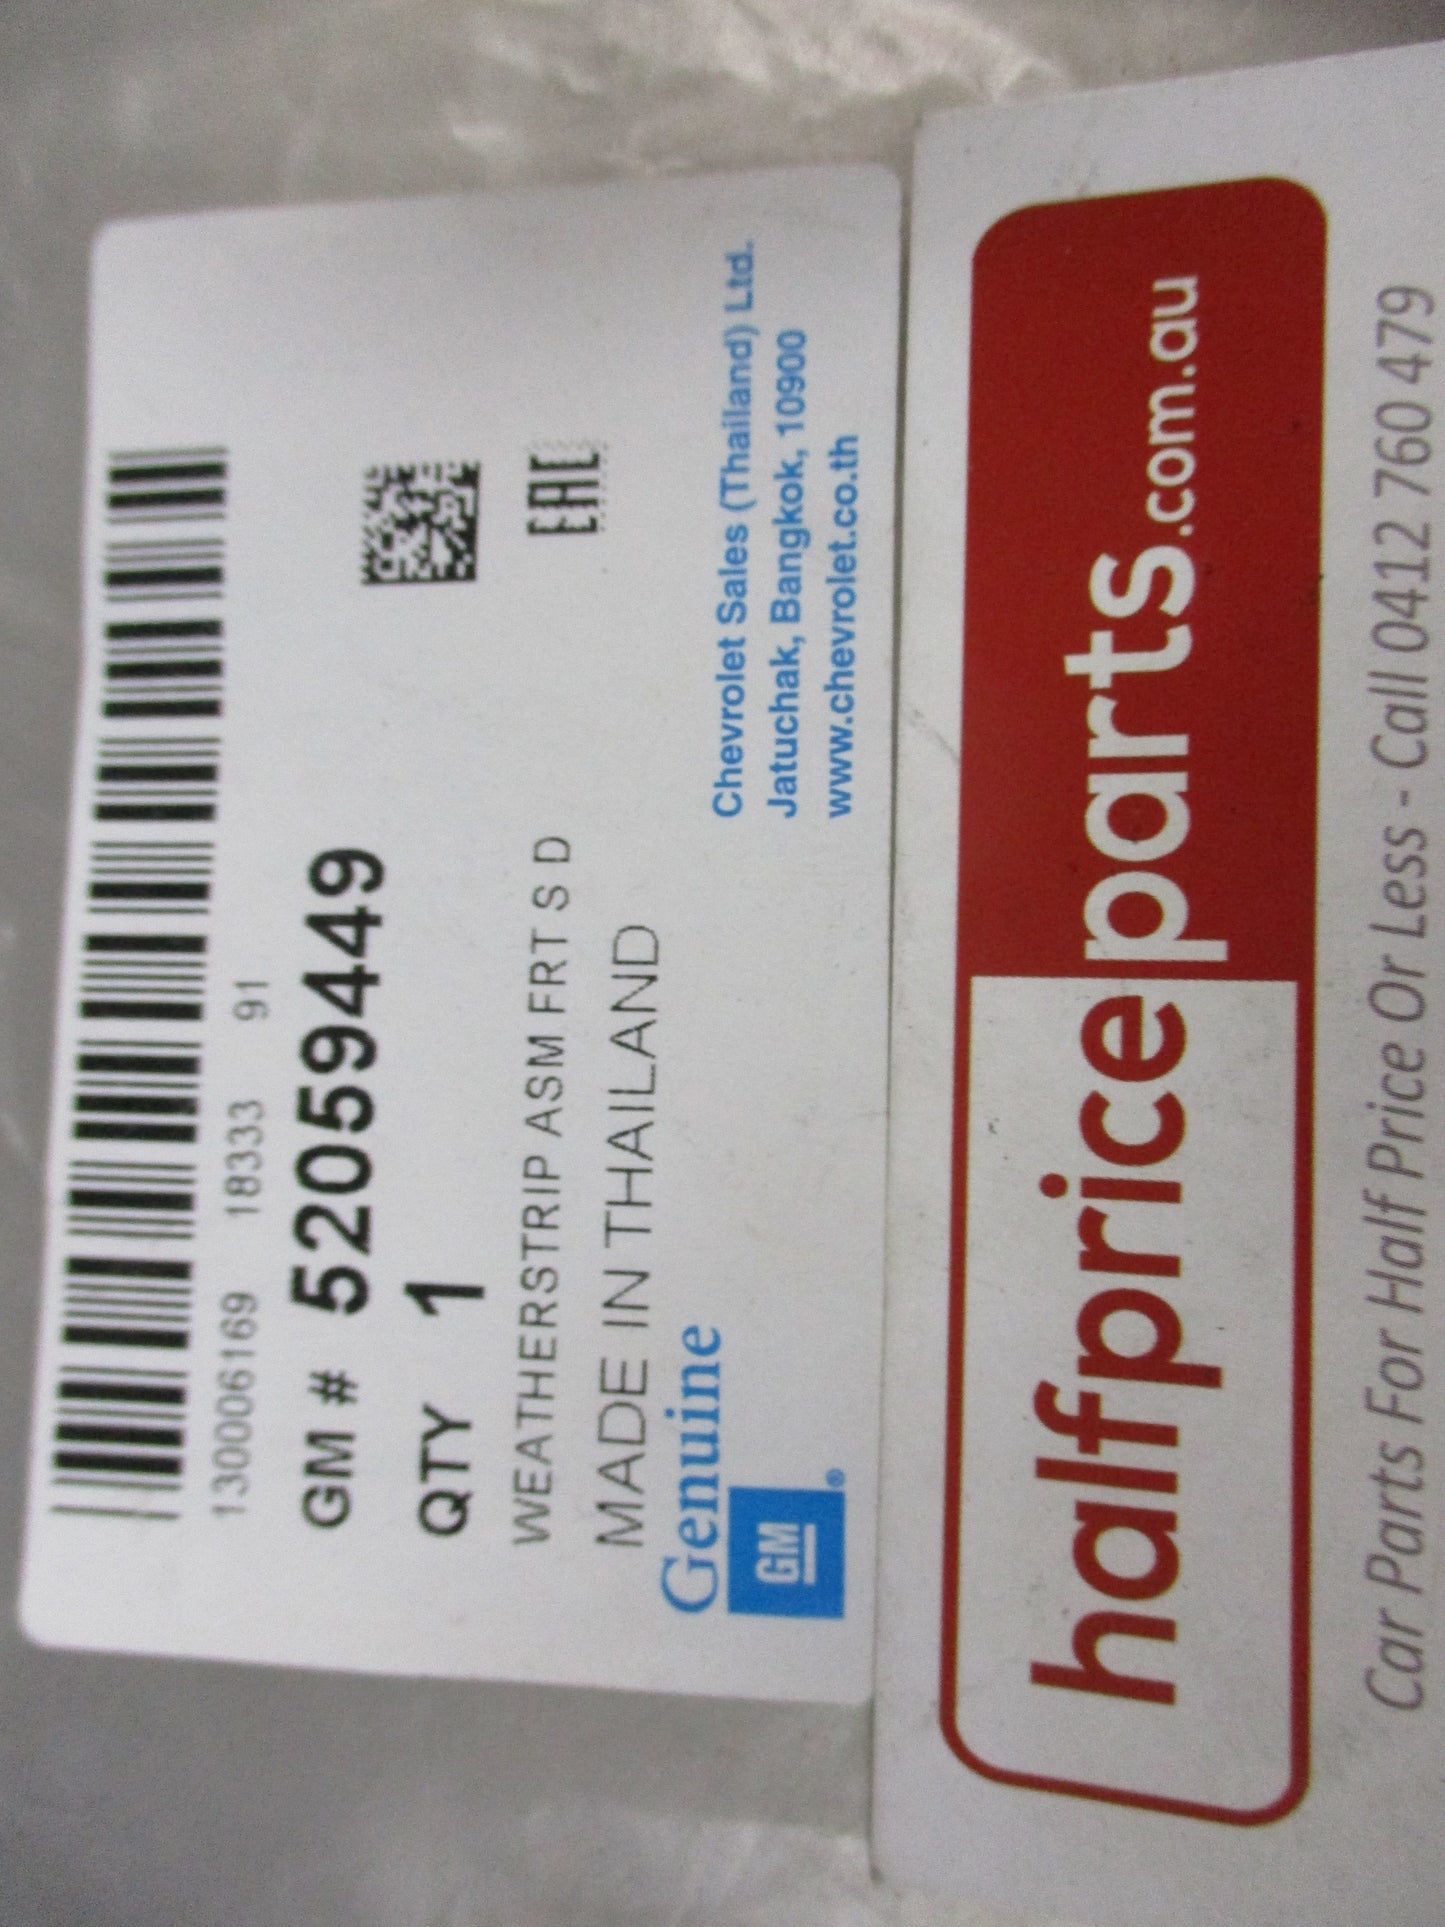 13006169 18333 91
GM # 52059449
QTY 1
WEATHERSTRIP ASM FRT S D
MADE IN THAILAND
EAC
Genuine
GM®
Chevrolet Sales (Thailand) Ltd.
Jatuchak, Bangkok, 10900
www.chevrolet.co.th
halfpriceparts.com.au
Car Parts For Half Price Or Less - Call 0412 760 479